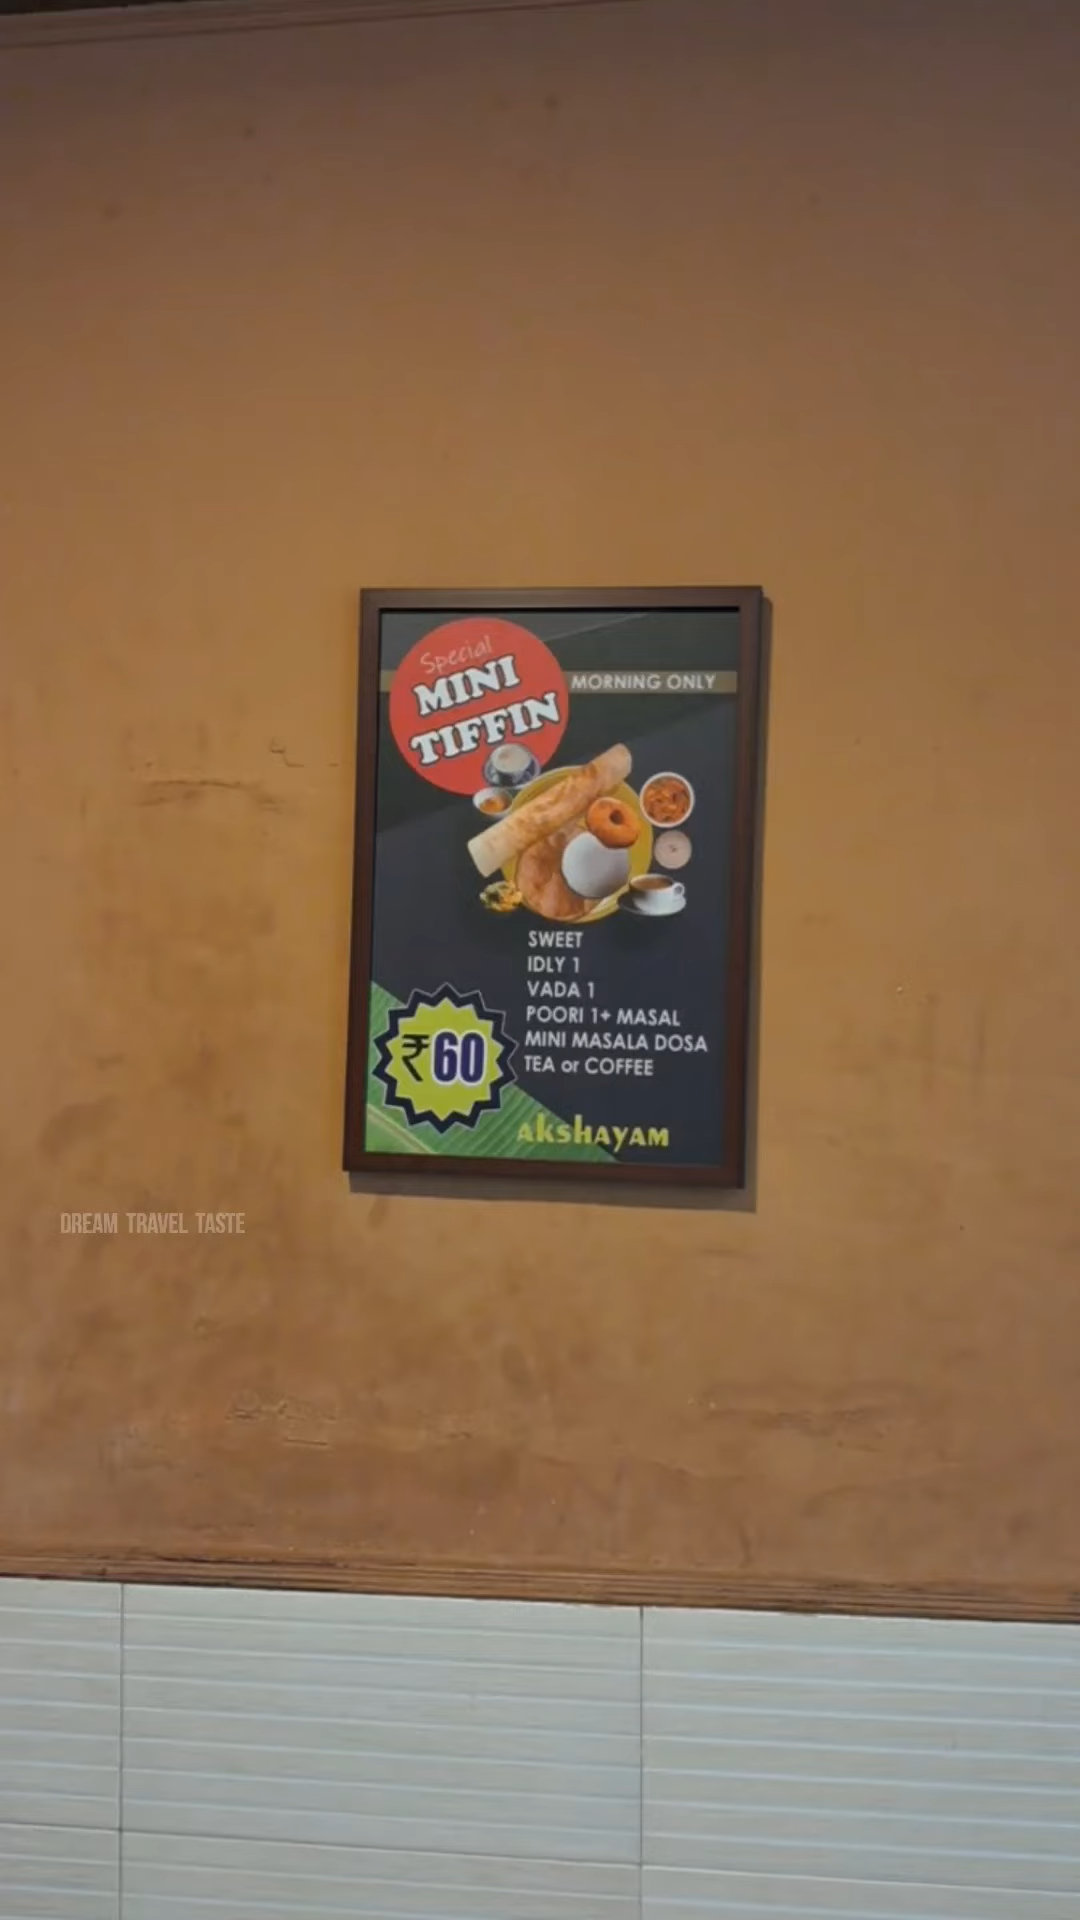 Special
MINI
TIFFIN
MORNING ONLY
SWEET
IDLY 1
VADA 1
POORI 1+ MASAL
MINI MASALA DOSA
TEA or COFFEE
₹60
akshayam
DREAM TRAVEL TASTE